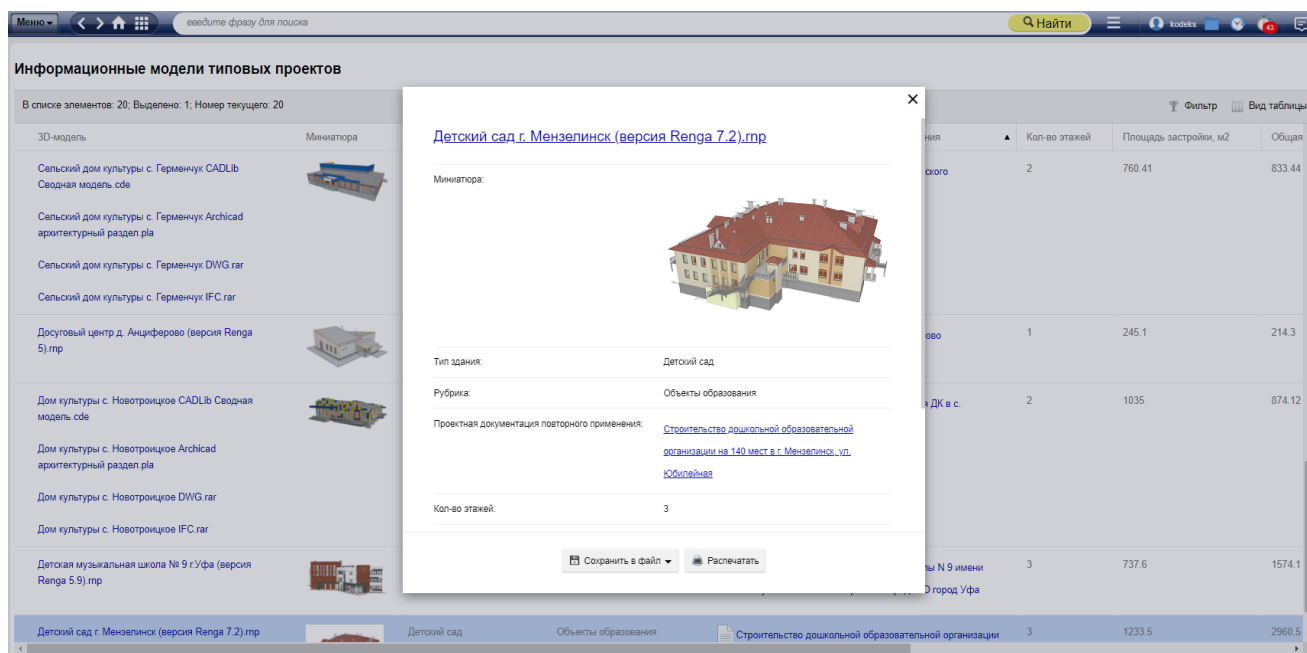 Меню
введите фразу для поиска
Найти
kodeks
43
Информационные модели типовых проектов
В списке элементов: 20; Выделено: 1; Номер текущего: 20
Фильтр
Вид таблицы
3D-модель
Миниатюра
ния
Кол-во этажей
Площадь застройки, м2
Общая
Сельский дом культуры с. Герменчук CADLib
Сводная модель.cde
Сельский дом культуры с. Герменчук Archicad
архитектурный раздел.pla
Сельский дом культуры с. Герменчук DWG.rar
Сельский дом культуры с. Герменчук IFC.rar
ского
2
760.41
833.44
Досуговый центр д. Анциферово (версия Renga
5).rnp
ово
1
245.1
214.3
Дом культуры с. Новотроицкое CADLib Сводная
модель.cde
Дом культуры с. Новотроицкое Archicad
архитектурный раздел.pla
Дом культуры с. Новотроицкое DWG.rar
Дом культуры с. Новотроицкое IFC.rar
ДК в с.
2
1035
874.12
Детская музыкальная школа № 9 г.Уфа (версия
Renga 5.9).rnp
N 9 имени
О город Уфа
3
737.6
1574.1
Детский сад г. Мензелинск (версия Renga 7.2).rnp
Детский сад
Объекты образования
Строительство дошкольной образовательной организации
3
1233.5
2960.5
Детский сад г. Мензелинск (версия Renga 7.2).rnp
Миниатюра:
Тип здания:
Детский сад
Рубрика:
Объекты образования
Проектная документация повторного применения:
Строительство дошкольной образовательной
организации на 140 мест в г. Мензелинск, ул.
Юбилейная
Кол-во этажей:
3
Сохранить в файл
Распечатать